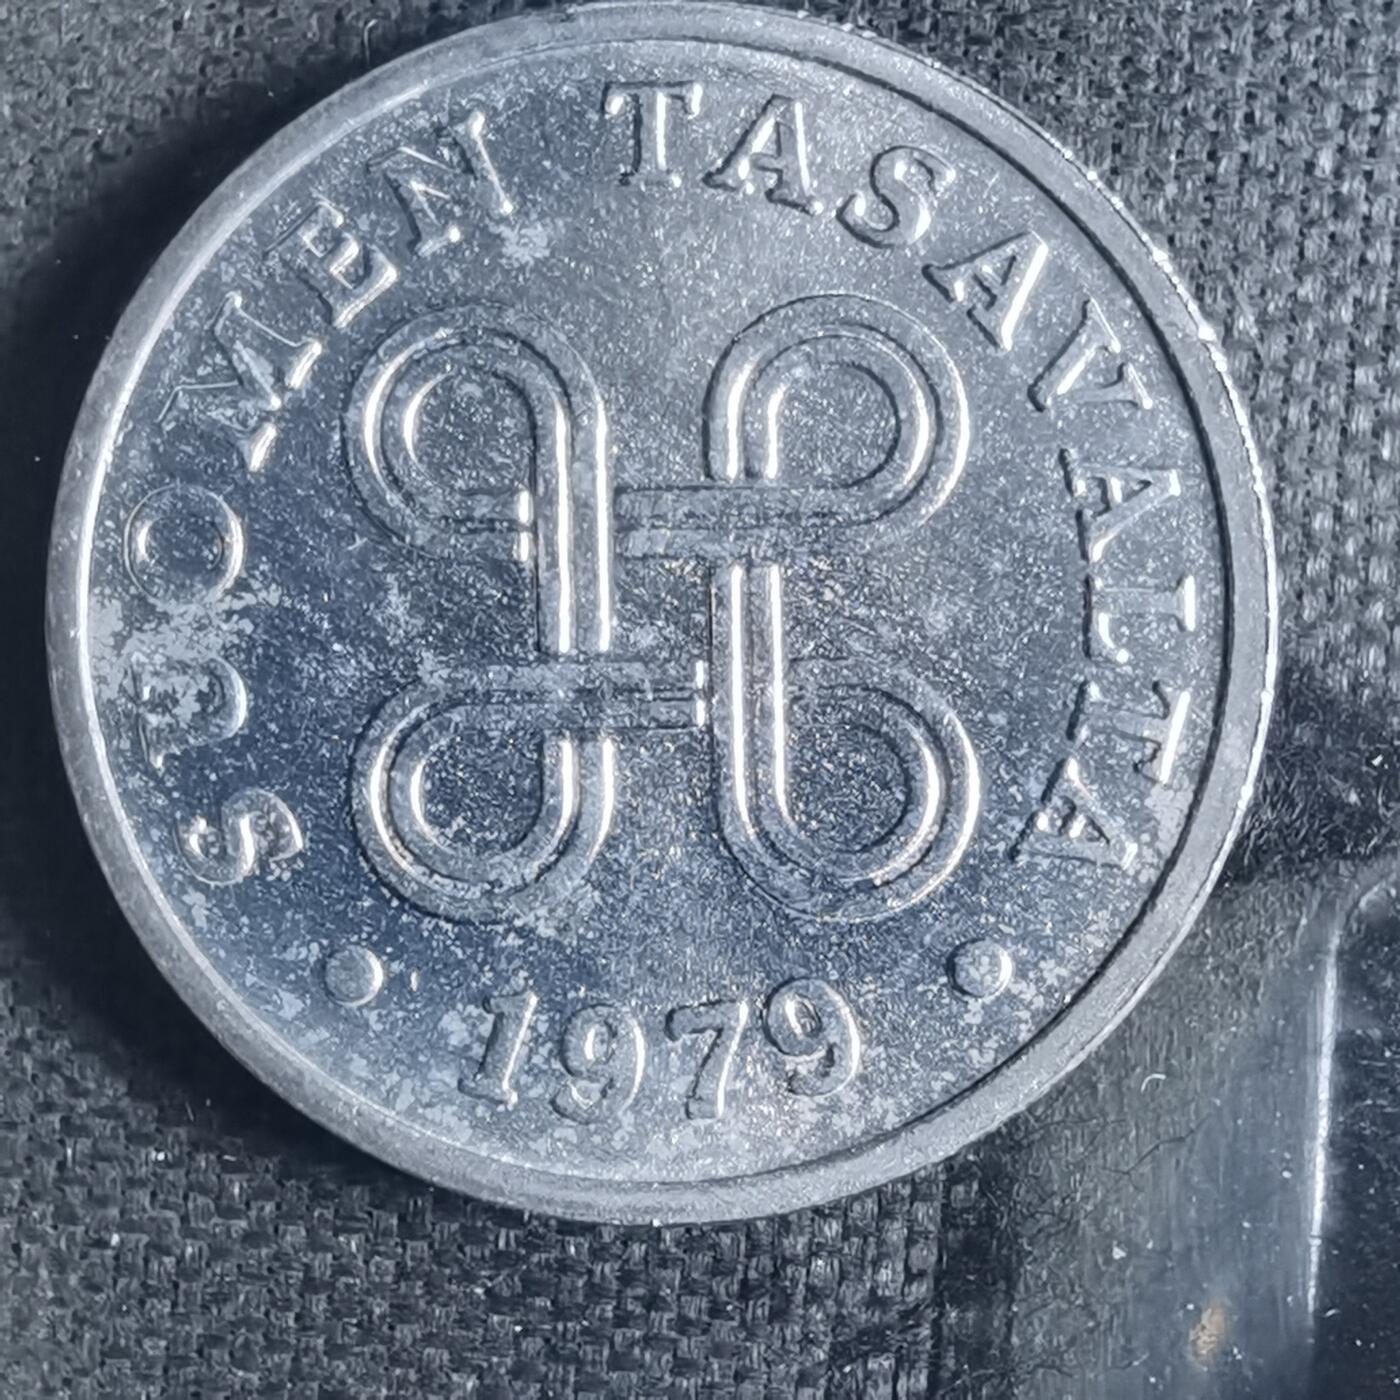 SUOMEN TASAVALTA
• 1979 •